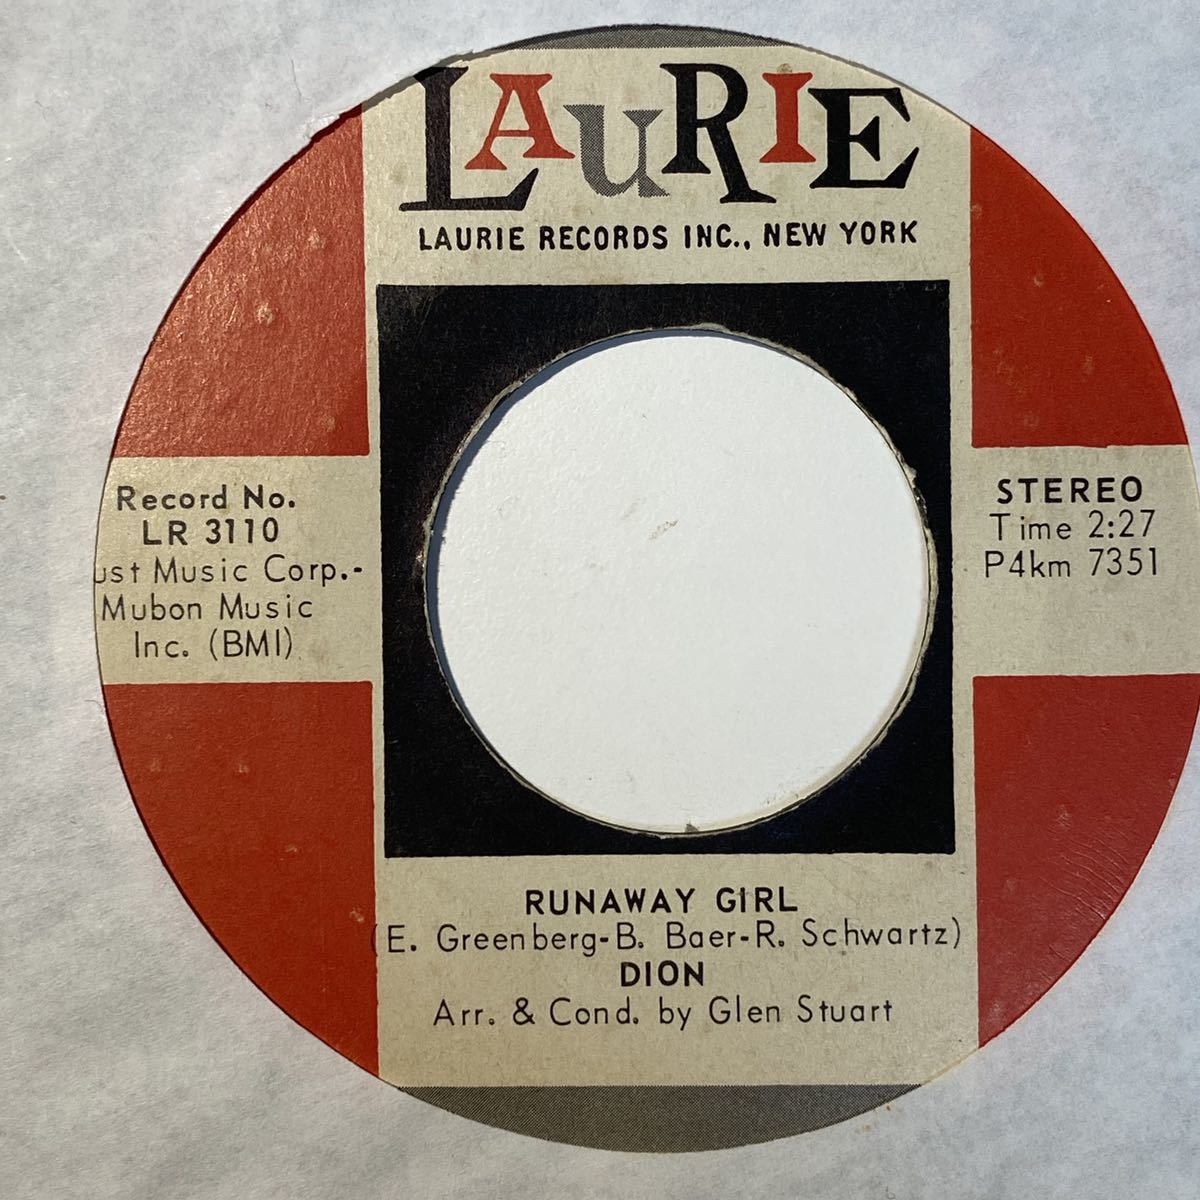 LAURIE
LAURIE RECORDS INC., NEW YORK
Record No.
LR 3110
ust Music Corp.-
Mubon Music
Inc. (BMI)
STEREO
Time 2:27
P4km 7351
RUNAWAY GIRL
(E. Greenberg-B. Baer-R. Schwartz)
DION
Arr. & Cond. by Glen Stuart